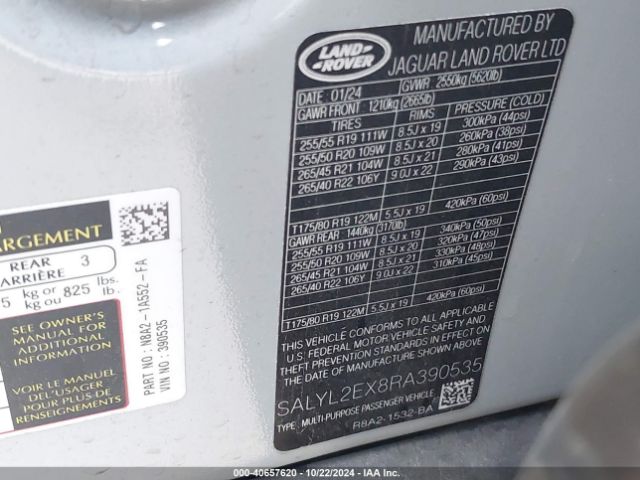 LAND-
ROVER
MANUFACTURED BY
JAGUAR LAND ROVER LTD
DATE: 01/24 GVWR 2550kg (5620lb)
GAWR FRONT 1210kg (2665lb)
TIRES RIMS PRESSURE (COLD)
255/55 R19 111W 8.5J x 19 300kPa (44psi)
255/50 R20 109W 8.5J x 20 260kPa (38psi)
265/45 R21 104W 8.5J x 21 280kPa (41psi)
265/40 R22 106Y 9.0J x 22 290kPa (43psi)
T175/80 R19 122M 5.5J x 19 420kPa (60psi)
GAWR REAR 1440kg (3170lb)
255/55 R19 111W 8.5J x 19 340kPa (50psi)
255/50 R20 109W 8.5J x 20 320kPa (47psi)
265/45 R21 104W 8.5J x 21 330kPa (48psi)
265/40 R22 106Y 9.0J x 22 310kPa (45psi)
T175/80 R19 122M 5.5J x 19 420kPa (60psi)
THIS VEHICLE CONFORMS TO ALL APPLICABLE
U.S. FEDERAL MOTOR VEHICLE SAFETY AND
THEFT PREVENTION STANDARDS IN EFFECT ON THE
DATE OF MANUFACTURE SHOWN ABOVE.
SALYL2EX8RA390535
TYPE: MULTI-PURPOSE PASSENGER VEHICLE
R8A2-1532-BA
ARGEMENT
REAR 3
ARRIÈRE
5 kg or 825 lbs.
kg ou lb.
SEE OWNER'S
MANUAL FOR
ADDITIONAL
INFORMATION
VOIR LE MANUEL
DEL'USAGER
POUR PLUS DE
RENSEIGNEMENTS
PART NO : N8A2-1A552-FA
VIN NO : 390535
000-40657620 - 10/22/2024 - IAAI.COM